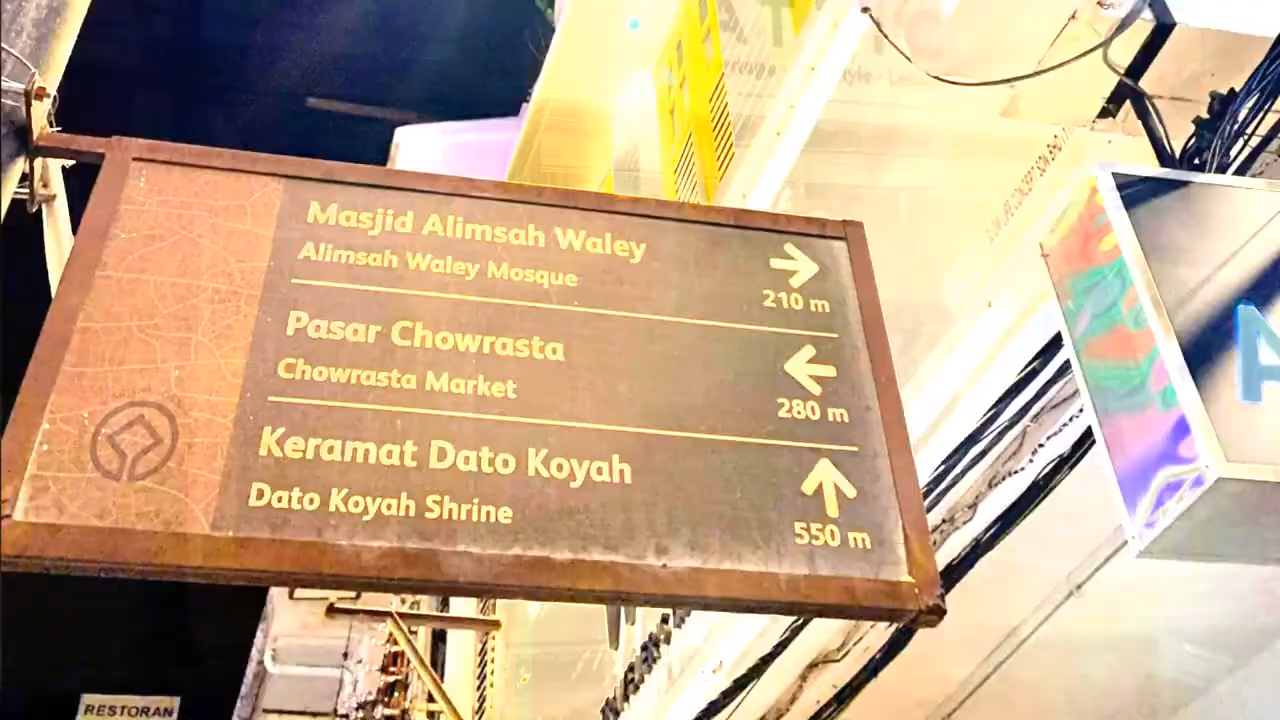 Masjid Alimsah Waley
Alimsah Waley Mosque
210 m
Pasar Chowrasta
Chowrasta Market
280 m
Keramat Dato Koyah
Dato Koyah Shrine
550 m
RESTORAN